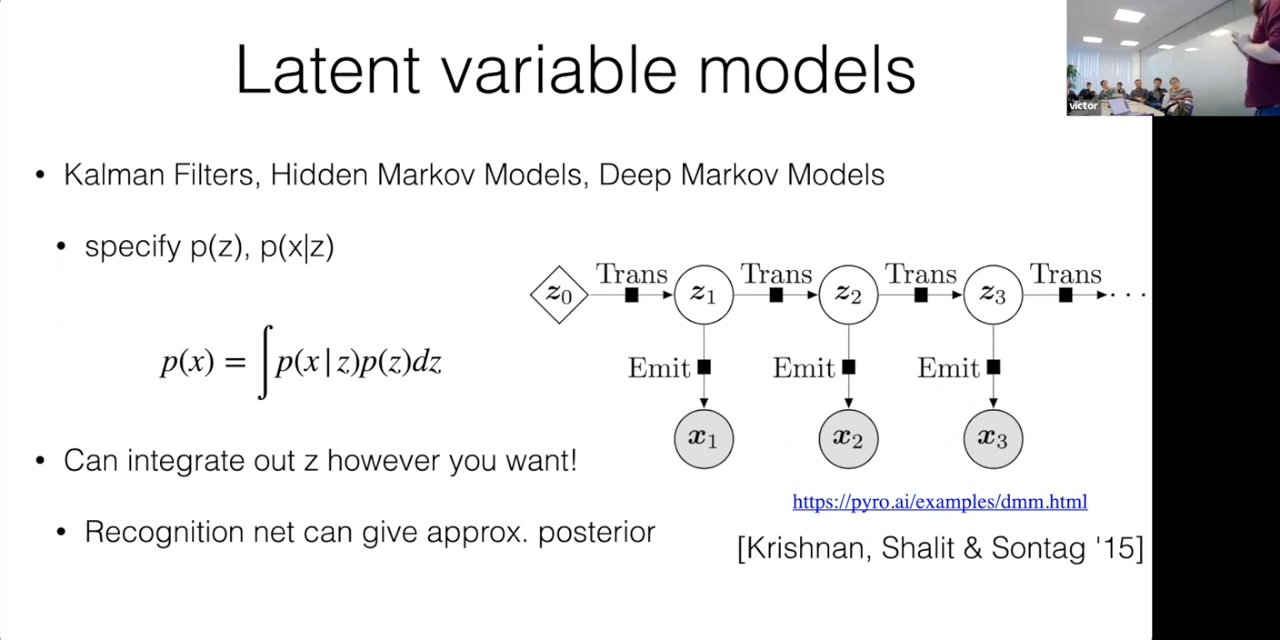 Latent variable models
victor
• Kalman Filters, Hidden Markov Models, Deep Markov Models
• specify p(z), p(x|z)
Trans Trans Trans Trans
z₀ z₁ z₂ z₃ ···
p(x) = ∫p(x|z)p(z)dz
Emit Emit Emit
x₁ x₂ x₃
• Can integrate out z however you want!
https://pyro.ai/examples/dmm.html
• Recognition net can give approx. posterior
[Krishnan, Shalit & Sontag '15]